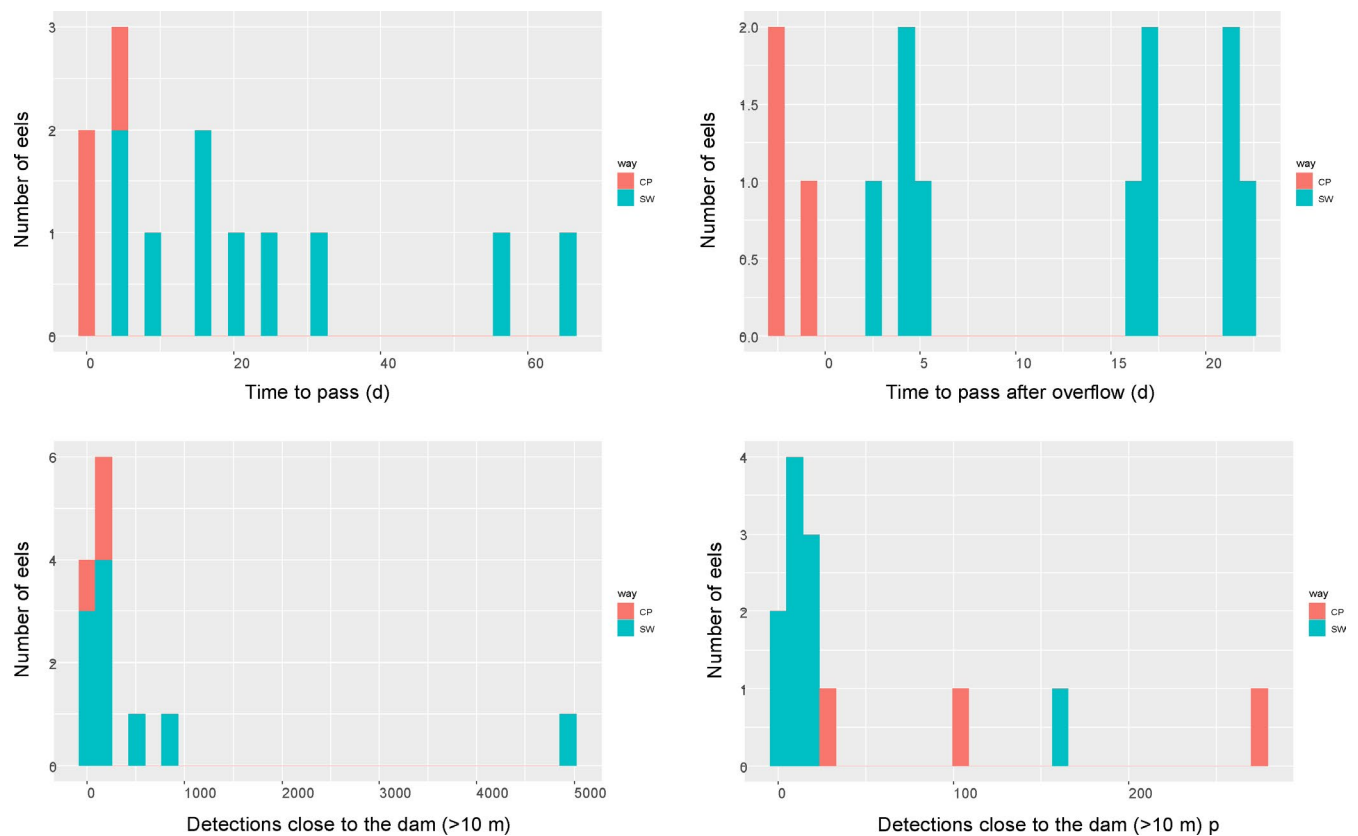 Number of eels
3
2
1
0
0
20
40
60
Time to pass (d)
way
CP
SW
Number of eels
2.0
1.5
1.0
0.5
0.0
0
5
10
15
20
Time to pass after overflow (d)
way
CP
SW
Number of eels
6
4
2
0
0
1000
2000
3000
4000
5000
Detections close to the dam (>10 m)
way
CP
SW
Number of eels
4
3
2
1
0
0
100
200
Detections close to the dam (>10 m) p
way
CP
SW